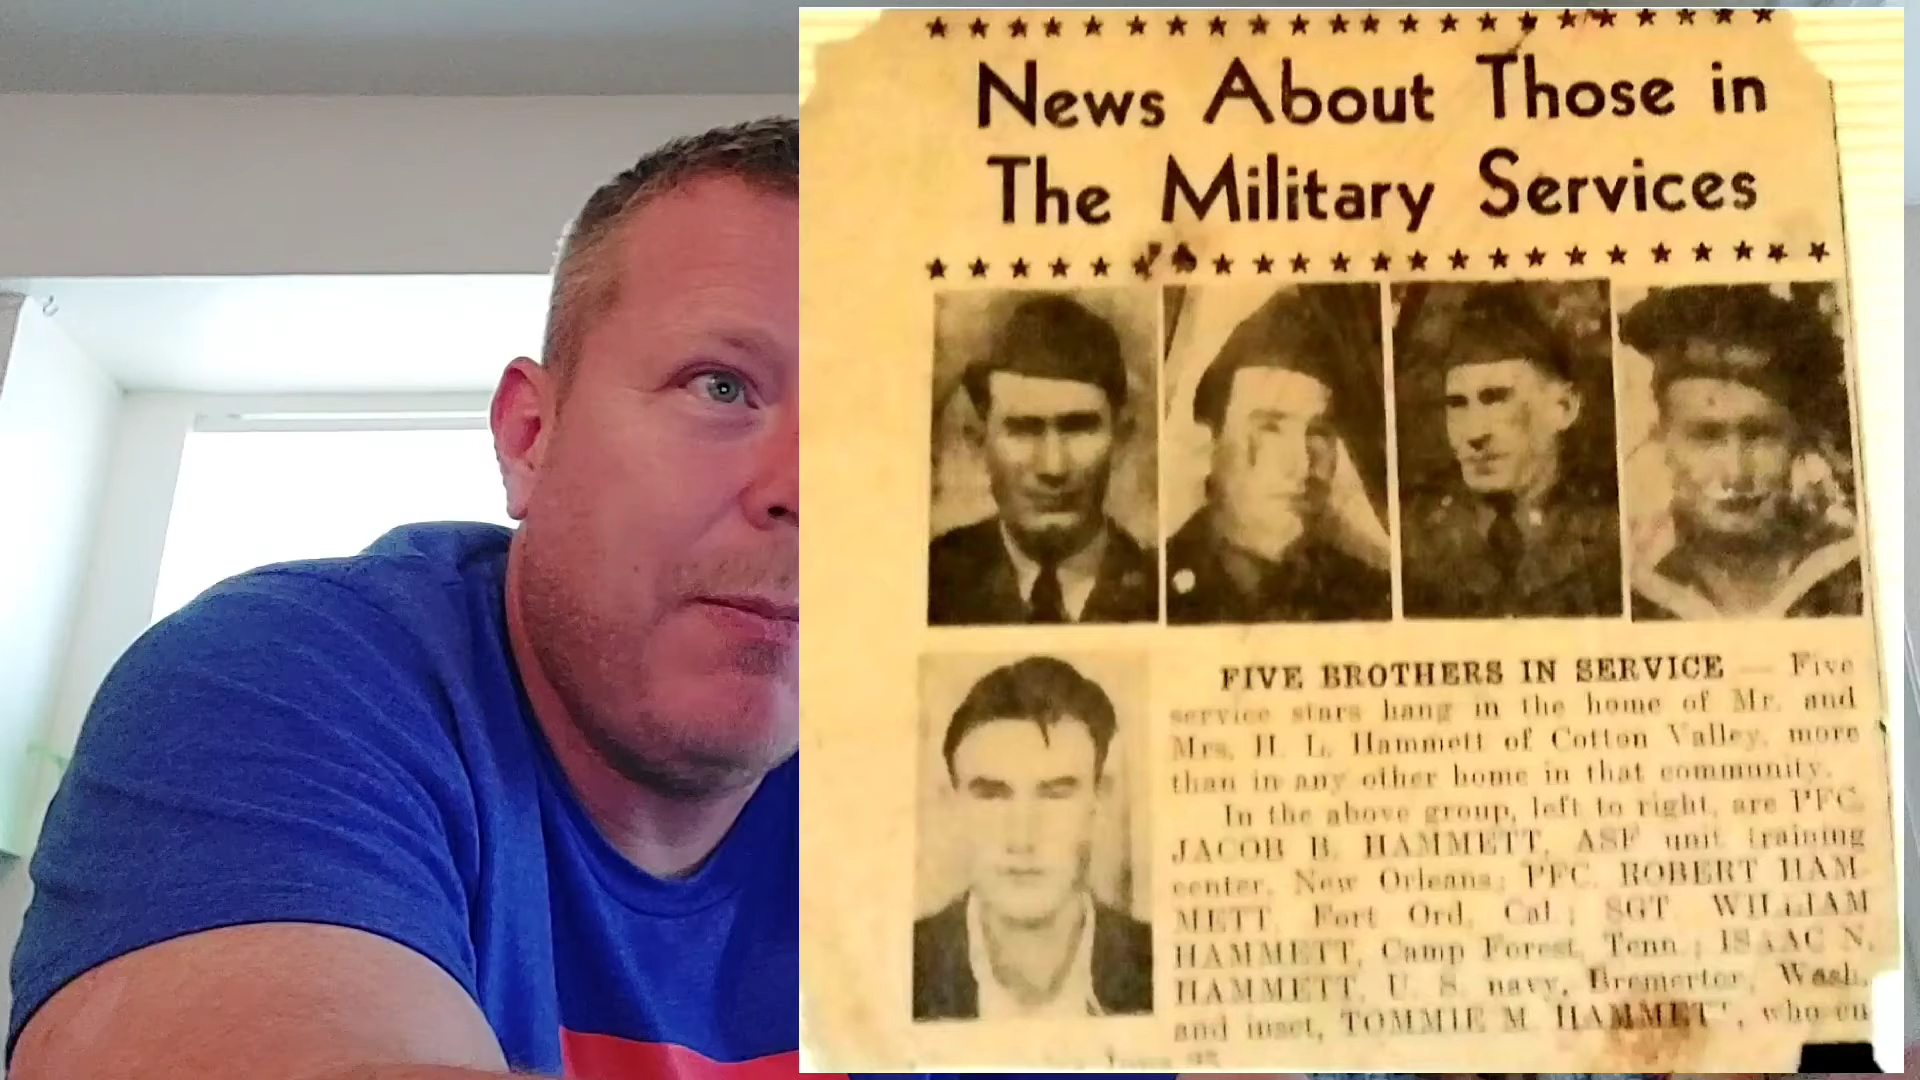 News About Those in
The Military Services
FIVE BROTHERS IN SERVICE — Five
service stars hang in the home of Mr. and
Mrs. H. L. Hammett of Cotton Valley, more
than in any other home in that community.
In the above group, left to right, are PFC.
JACOB B. HAMMETT, ASF unit training
center, New Orleans; PFC. ROBERT HAM-
METT, Fort Ord, Cal.; SGT. WILLIAM
HAMMETT, Camp Forest, Tenn.; ISAAC N.
HAMMETT, U. S. navy, Bremerton, Wash.
and inset, TOMMIE M. HAMMETT, who en